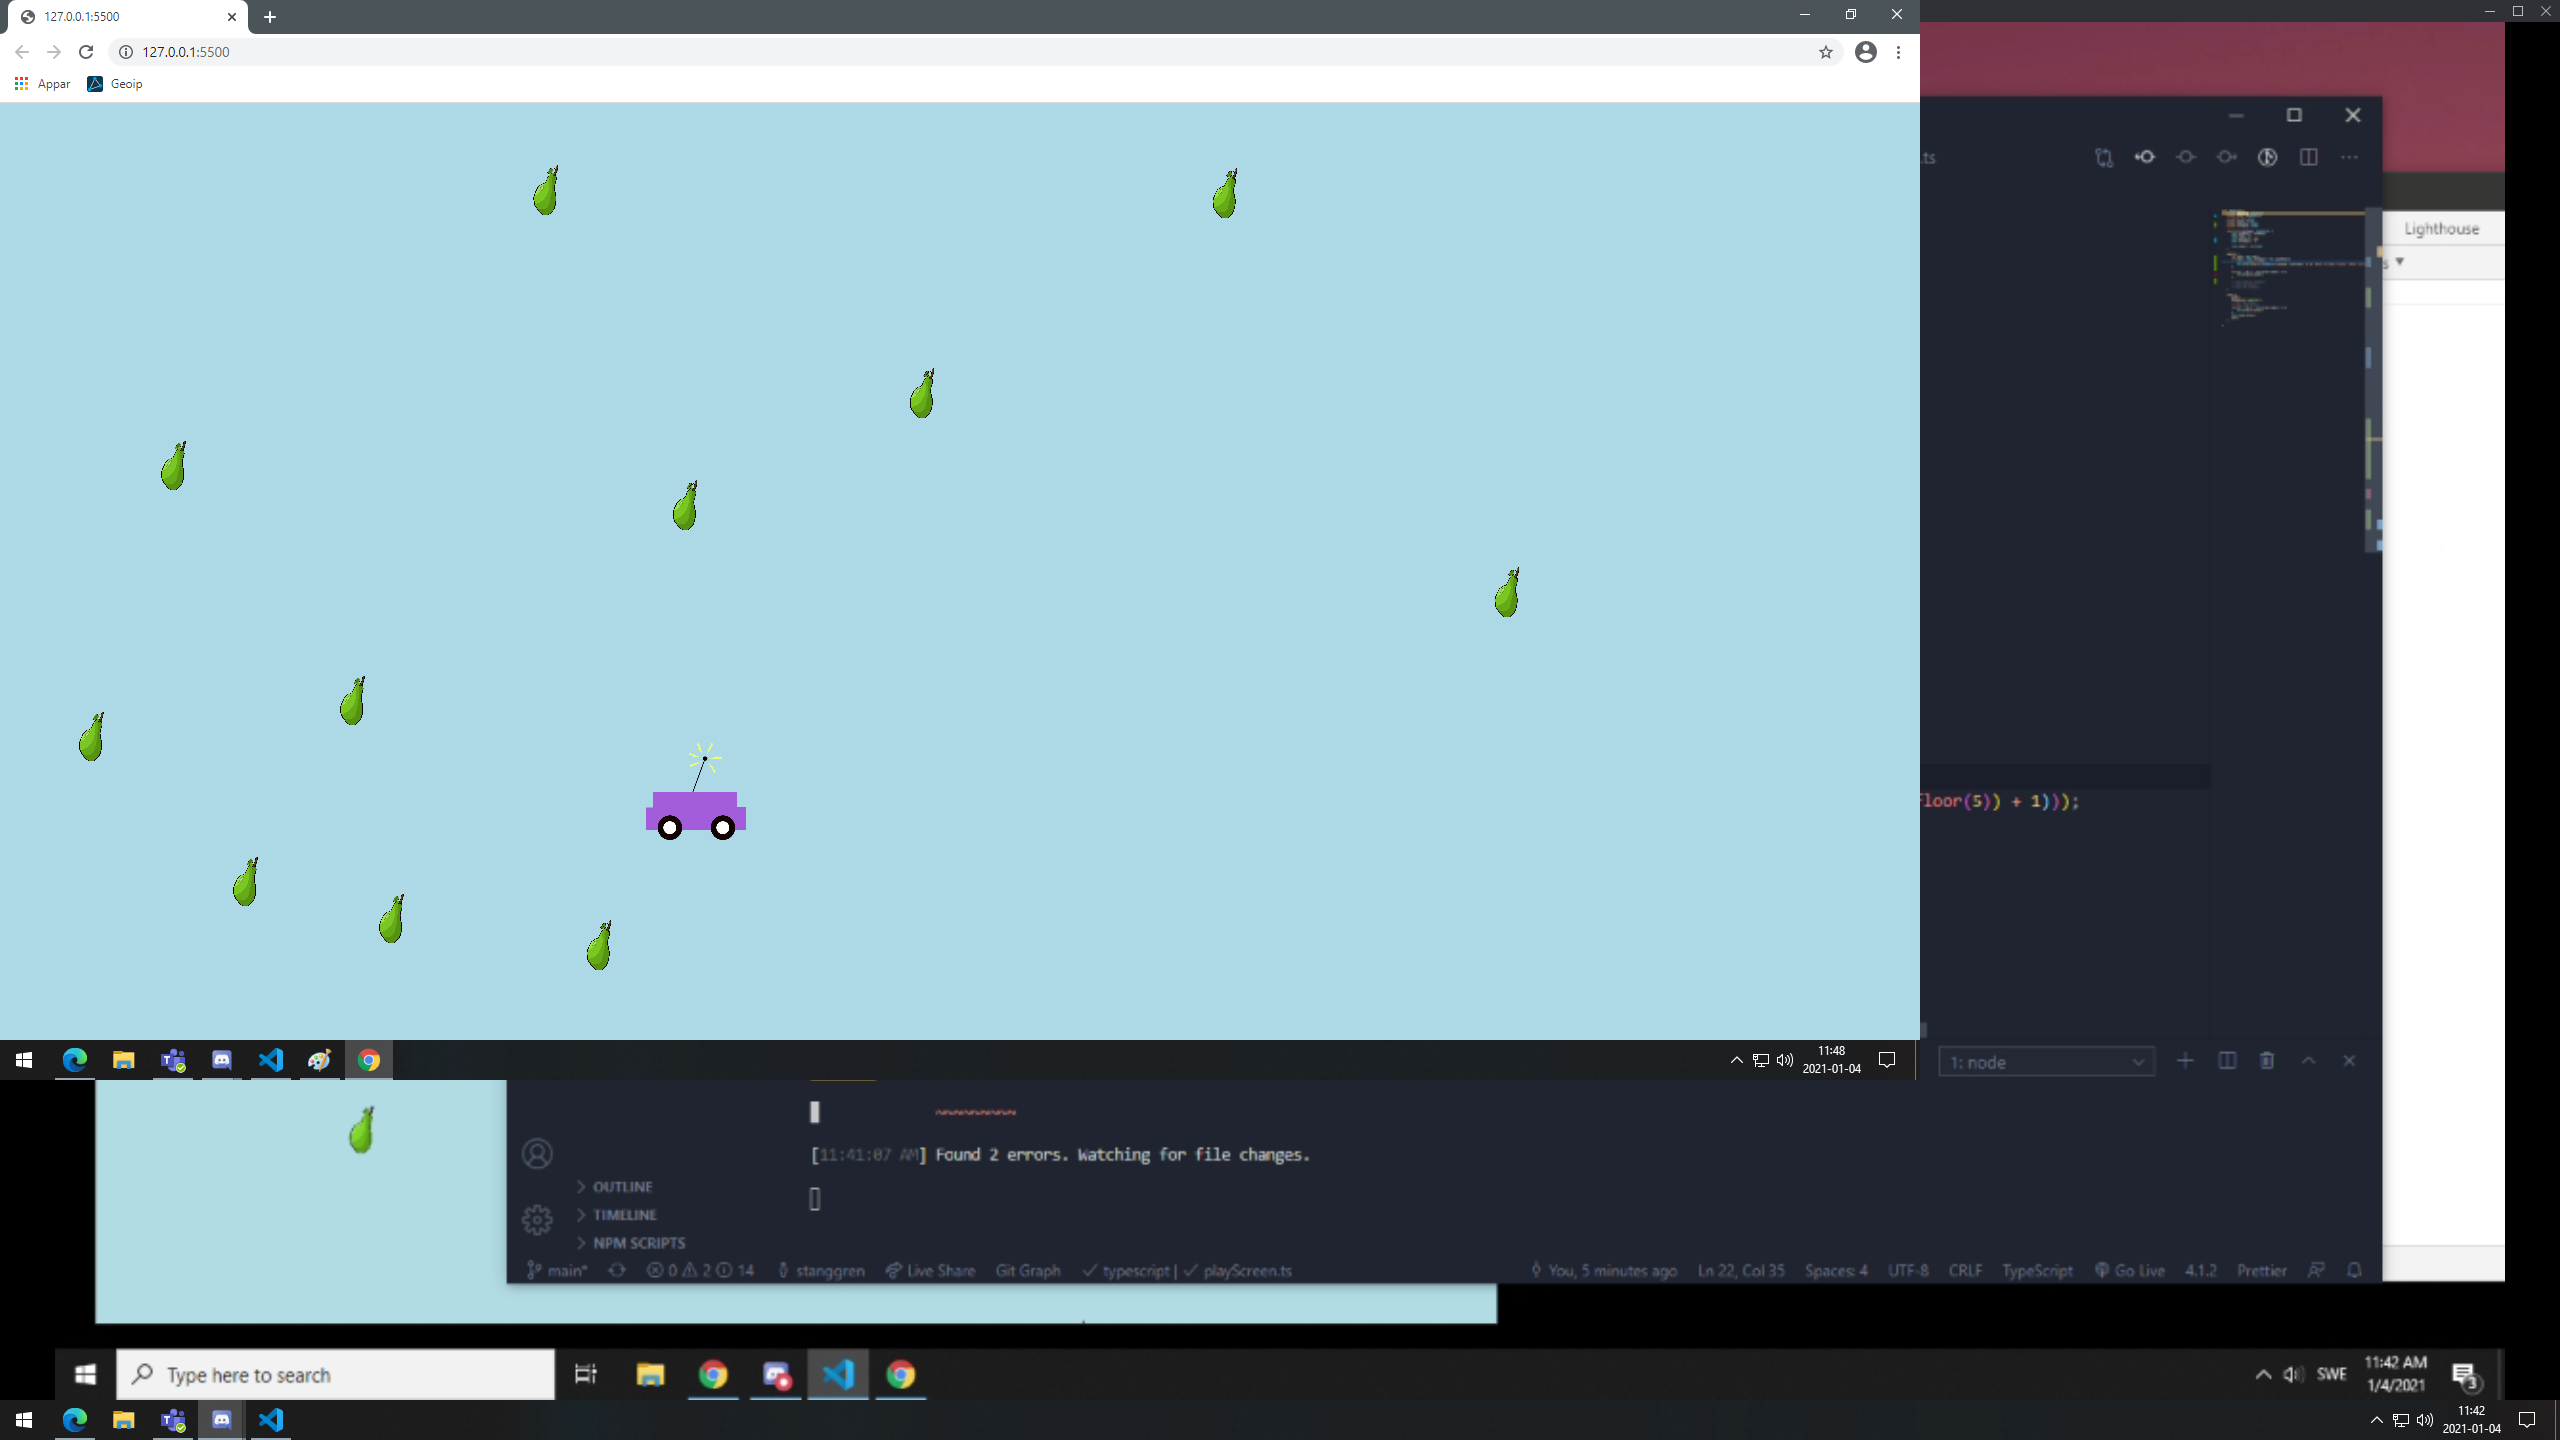 127.0.0.1:5500
127.0.0.1:5500
Appar
Geoip
.ts
Lighthouse
s
Floor(5)) + 1)));
11:48
2021-01-04
1: node
~~~~~~~~~
[11:41:07 AM] Found 2 errors. Watching for file changes.
OUTLINE
TIMELINE
NPM SCRIPTS
main* 0 2 14 stanggren Live Share Git Graph typescript | playScreen.ts You, 5 minutes ago Ln 22, Col 35 Spaces: 4 UTF-8 CRLF TypeScript Go Live 4.1.2 Prettier
Type here to search
SWE
11:42 AM
1/4/2021
3
11:42
2021-01-04